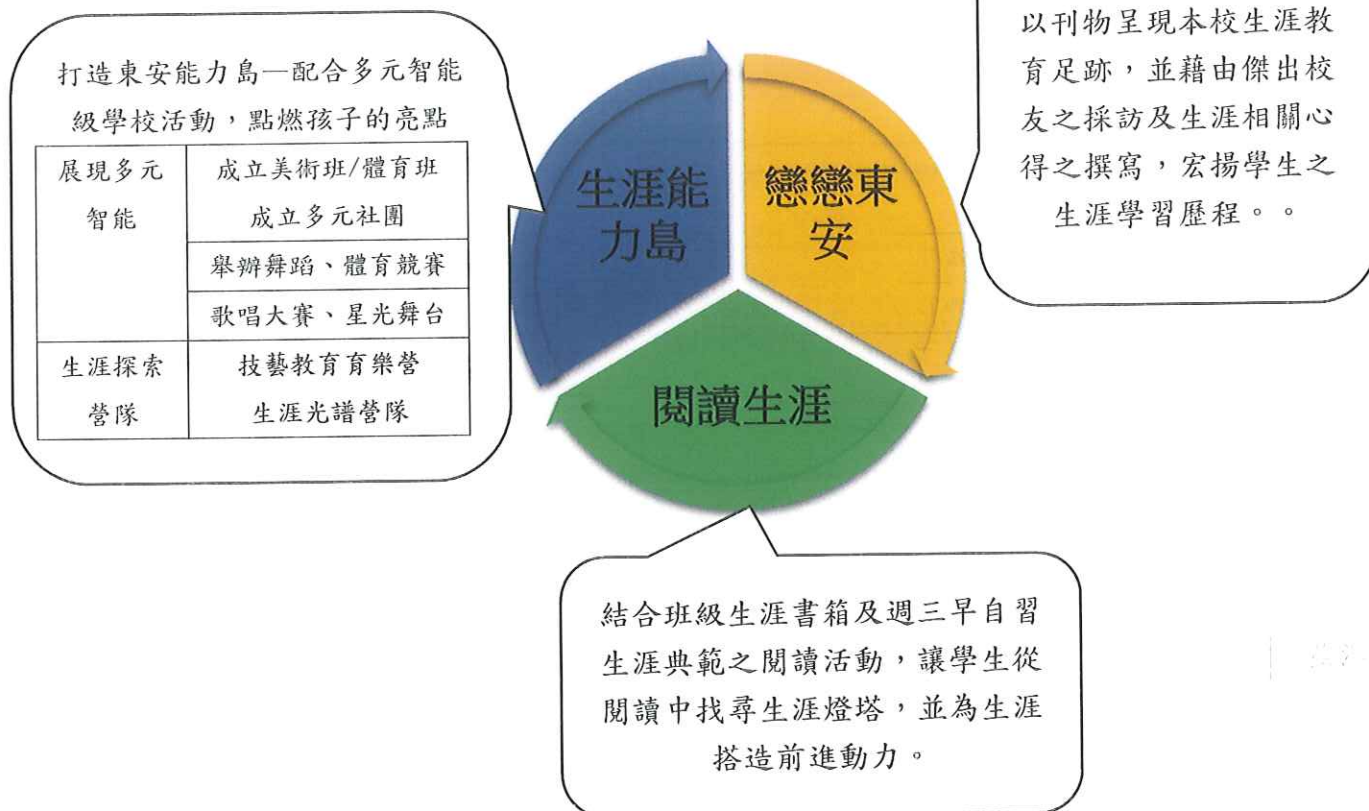 打造東安能力島—配合多元智能
級學校活動，點燃孩子的亮點
展現多元
智能
成立美術班/體育班
成立多元社團
舉辦舞蹈、體育競賽
歌唱大賽、星光舞台
生涯探索
營隊
技藝教育育樂營
生涯光譜營隊
生涯能
力島
戀戀東
安
閱讀生涯
以刊物呈現本校生涯教
育足跡，並藉由傑出校
友之採訪及生涯相關心
得之撰寫，宏揚學生之
生涯學習歷程。。
結合班級生涯書箱及週三早自習
生涯典範之閱讀活動，讓學生從
閱讀中找尋生涯燈塔，並為生涯
搭造前進動力。